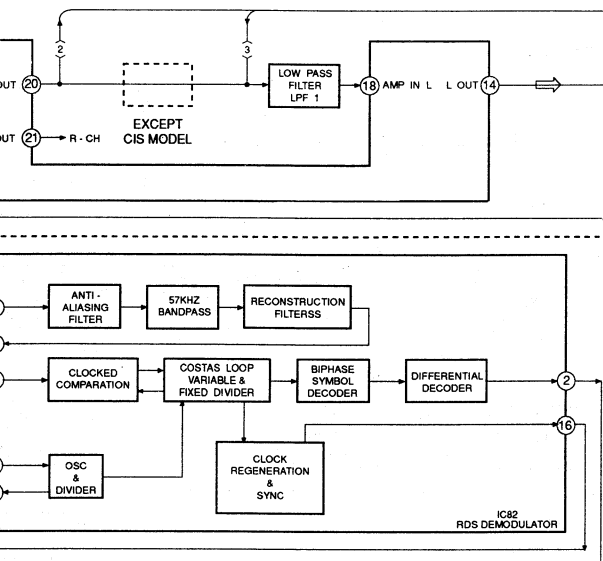 2
3
OUT 20
LOW PASS
FILTER
LPF 1
18 AMP IN L
L OUT 14
EXCEPT
CIS MODEL
OUT 21
R - CH
ANTI -
ALIASING
FILTER
57KHZ
BANDPASS
RECONSTRUCTION
FILTERSS
CLOCKED
COMPARATION
COSTAS LOOP
VARIABLE &
FIXED DIVIDER
BIPHASE
SYMBOL
DECODER
DIFFERENTIAL
DECODER
2
16
OSC
&
DIVIDER
CLOCK
REGENERATION
&
SYNC
IC82
RDS DEMODULATOR